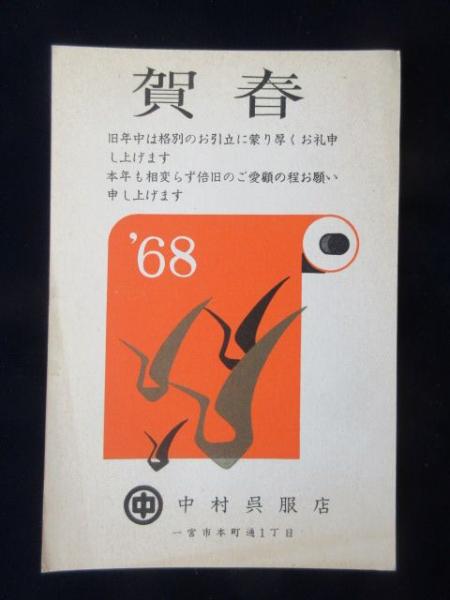 賀春
旧年中は格別のお引立に蒙り厚くお礼申
し上げます
本年も相変らず倍旧のご愛顧の程お願い
申し上げます
'68
中 中村呉服店
一宮市本町通1丁目